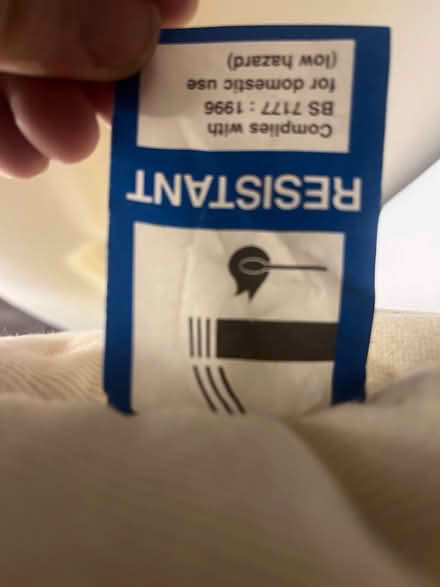 RESISTANT
Complies with
BS 7177 : 1996
for domestic use
(low hazard)